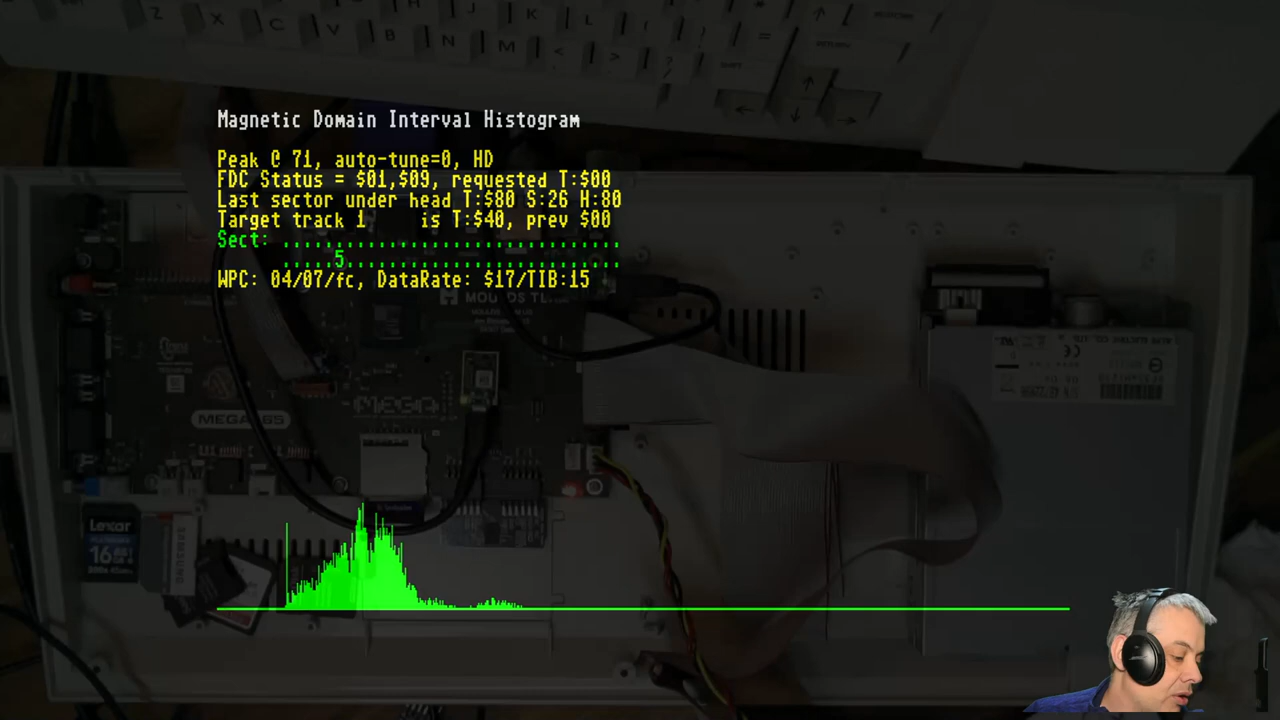 Z X C V B N M < >
Magnetic Domain Interval Histogram
Peak @ 71, auto-tune=0, HD
FDC Status = $01,$09, requested T:$00
Last sector under head T:$80 S:26 H:80
Target track 1 is T:$40, prev $00
Sect: ................................
.....5..........................
WPC: 04/07/fc, DataRate: $17/TIB:15
MEGA65
MEGA
Lexar
16
SAMSUNG